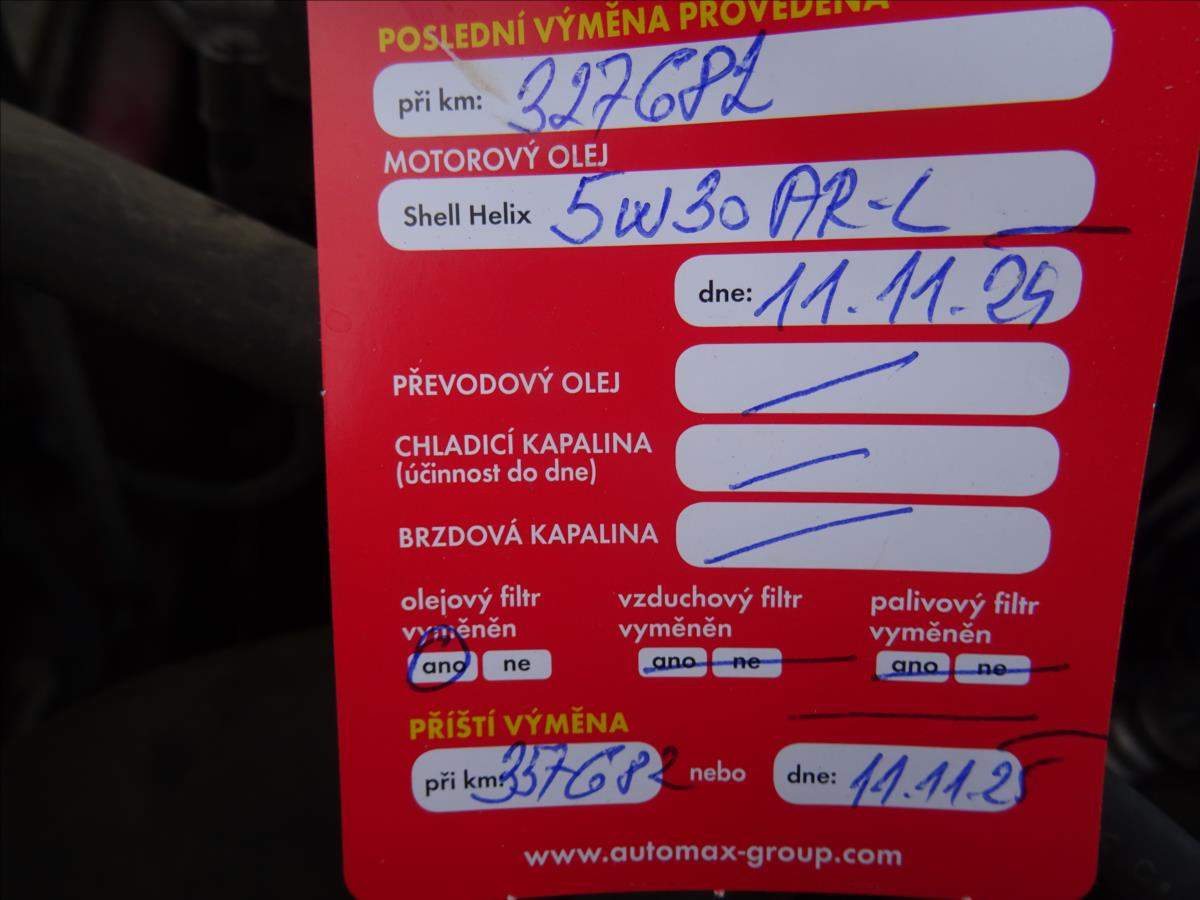 POSLEDNÍ VÝMĚNA PROVEDENA
při km: 327682
MOTOROVÝ OLEJ
Shell Helix 5W30 AR-L
dne: 11.11.24
PŘEVODOVÝ OLEJ
CHLADICÍ KAPALINA
(účinnost do dne)
BRZDOVÁ KAPALINA
olejový filtr vzduchový filtr palivový filtr
vyměněn vyměněn vyměněn
ano ne ano ne ano ne
PŘÍŠTÍ VÝMĚNA
při km: 357682 nebo dne: 11.11.25
www.automax-group.com